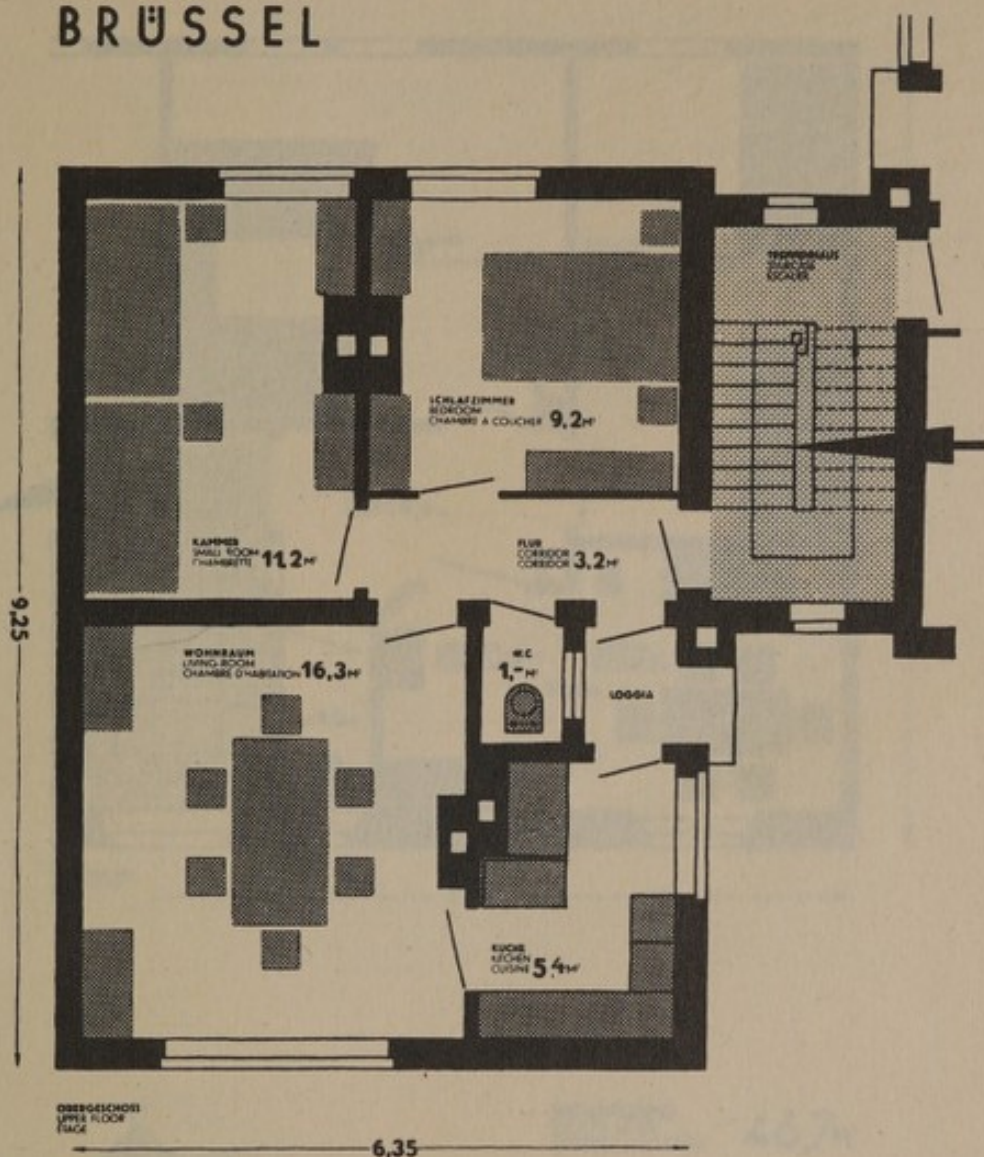 BRÜSSEL
TREPPENHAUS
STAIRCASE
ESCALIER
SCHLAFZIMMER
BEDROOM
CHAMBRE A COUCHER 9,2 M²
KAMMER
SMALL ROOM
CHAMBRETTE 11,2 M²
FLUR
CORRIDOR
CORRIDOR 3,2 M²
9,25
WOHNRAUM
LIVING-ROOM
CHAMBRE D'HABITATION 16,3 M²
W.C.
1,- M²
LOGGIA
KÜCHE
KITCHEN
CUISINE 5,4 M²
OBERGESCHOSS
UPPER FLOOR
ÉTAGE
6,35